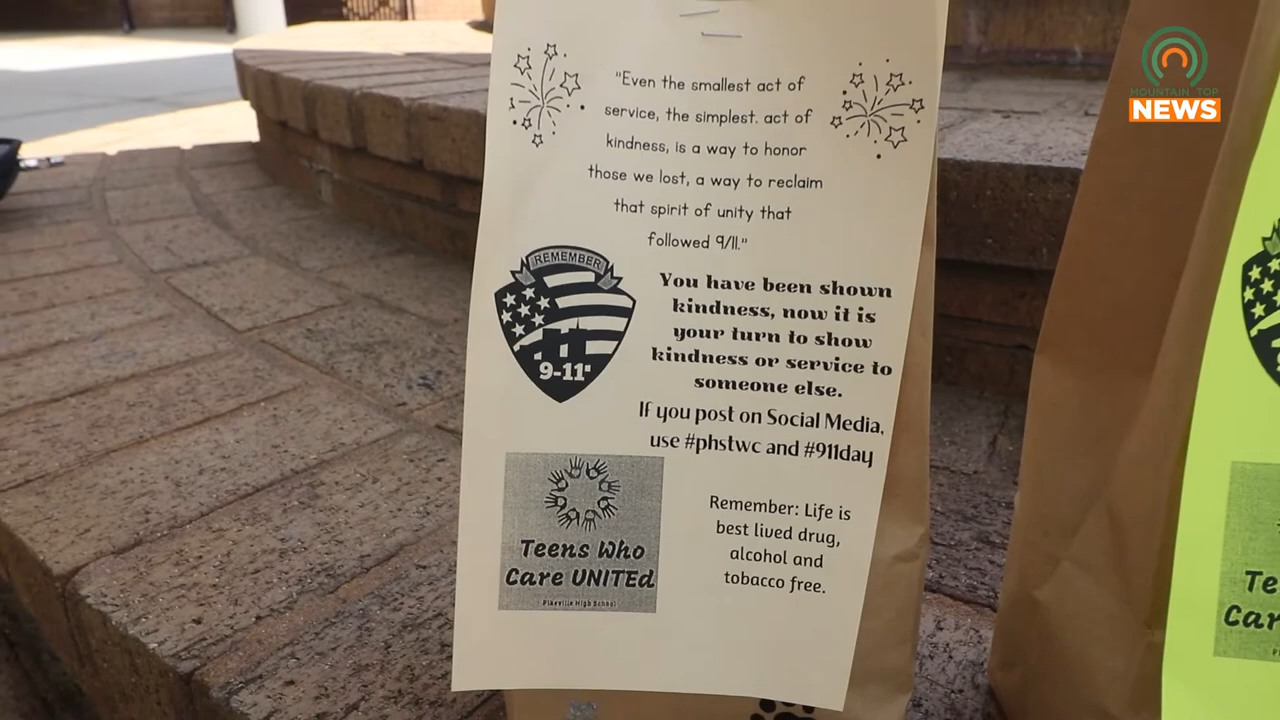 MOUNTAIN TOP
NEWS
"Even the smallest act of
service, the simplest. act of
kindness, is a way to honor
those we lost, a way to reclaim
that spirit of unity that
followed 9/11."
REMEMBER
9-11
You have been shown
kindness, now it is
your turn to show
kindness or service to
someone else.
If you post on Social Media,
use #phstwc and #911day
Teens Who
Care UNITEd
Pikeville High School
Remember: Life is
best lived drug,
alcohol and
tobacco free.
Te
Car